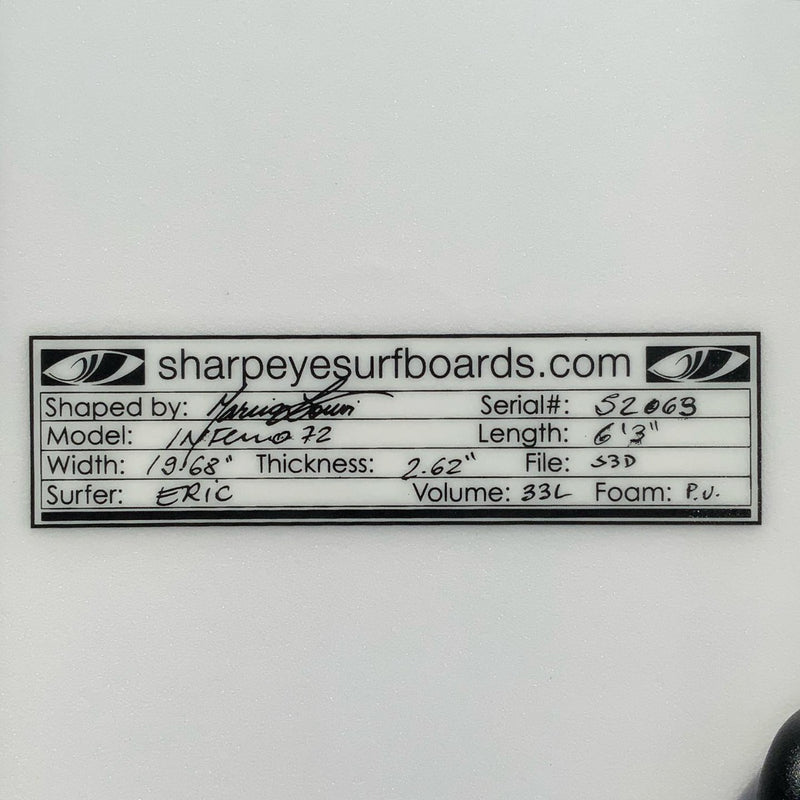 sharpeyesurfboards.com
Shaped by: Serial#: 52063
Model: INFERNO 72 Length: 6'3"
Width: 19.68" Thickness: 2.62" File: S3D
Surfer: ERIC Volume: 33L Foam: P.U.